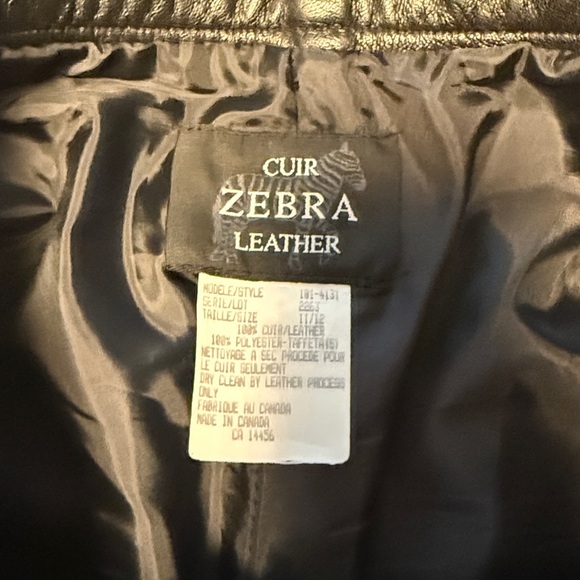 CUIR
ZEBRA
LEATHER
MODELE/STYLE 101-4131
SERIE/LOT 2263
TAILLE/SIZE 11/12
100% CUIR/LEATHER
100% POLYESTER-TAFFETA(S)
NETTOYAGE A SEC PROCEDE POUR
LE CUIR SEULEMENT
DRY CLEAN BY LEATHER PROCESS
ONLY
FABRIQUE AU CANADA
MADE IN CANADA
CA 14456